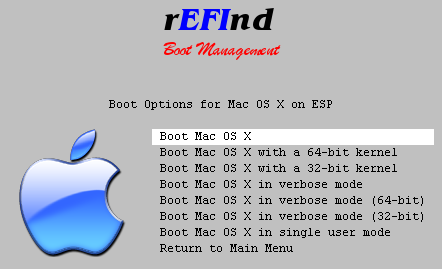 rEFInd
Boot Management
Boot Options for Mac OS X on ESP
Boot Mac OS X
Boot Mac OS X with a 64-bit kernel
Boot Mac OS X with a 32-bit kernel
Boot Mac OS X in verbose mode
Boot Mac OS X in verbose mode (64-bit)
Boot Mac OS X in verbose mode (32-bit)
Boot Mac OS X in single user mode
Return to Main Menu